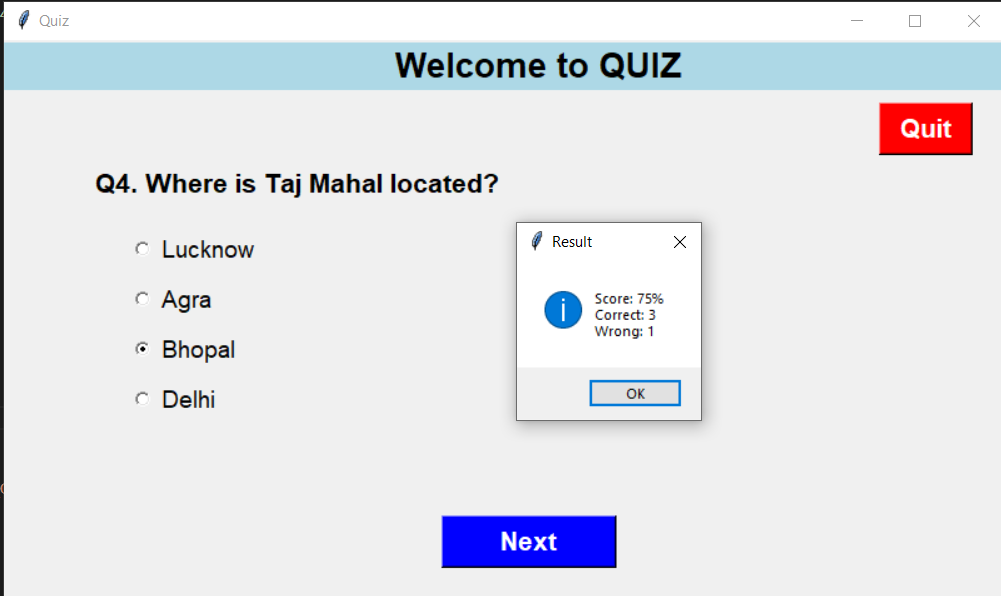 Quiz
Welcome to QUIZ
Quit
Q4. Where is Taj Mahal located?
Lucknow
Agra
Bhopal
Delhi
Result
Score: 75%
Correct: 3
Wrong: 1
OK
Next